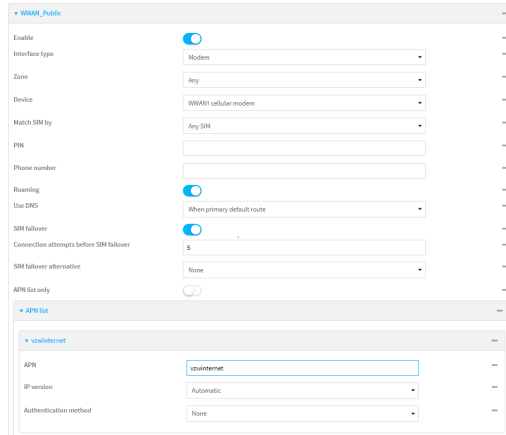 WWAN_Public
Enable
Interface type Modem
Zone Any
Device WWAN1 cellular modem
Match SIM by Any SIM
PIN
Phone number
Roaming
Use DNS When primary default route
SIM failover
Connection attempts before SIM failover 5
SIM failover alternative None
APN list only
APN list
vzwinternet
APN vzwinternet
IP version Automatic
Authentication method None